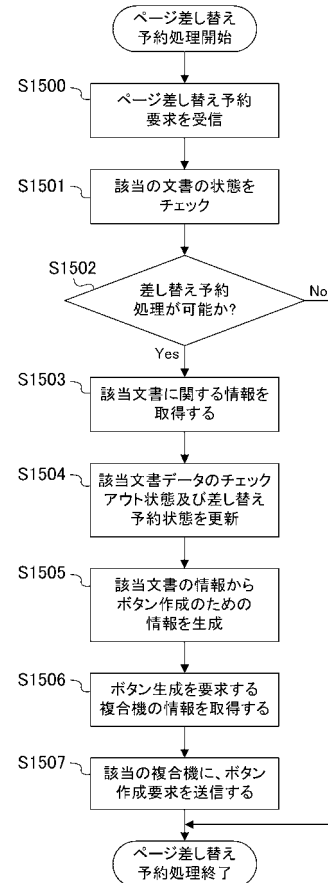 ページ差し替え
予約処理開始
S1500
ページ差し替え予約
要求を受信
S1501
該当の文書の状態を
チェック
S1502
差し替え予約
処理が可能か?
No
Yes
S1503
該当文書に関する情報を
取得する
S1504
該当文書データのチェック
アウト状態及び差し替え
予約状態を更新
S1505
該当文書の情報から
ボタン作成のための
情報を生成
S1506
ボタン生成を要求する
複合機の情報を取得する
S1507
該当の複合機に、ボタン
作成要求を送信する
ページ差し替え
予約処理終了